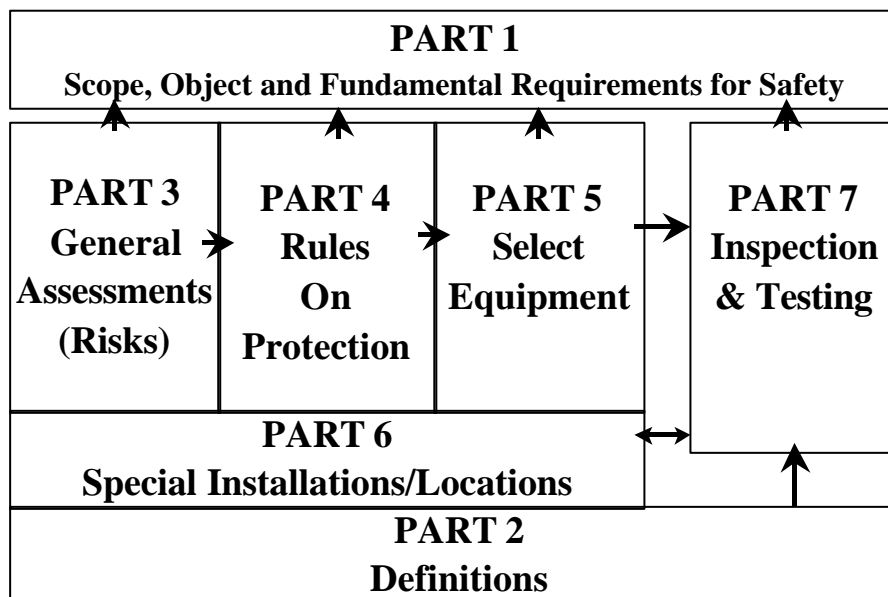 PART 1
Scope, Object and Fundamental Requirements for Safety
PART 3
General
Assessments
(Risks)
PART 4
Rules
On
Protection
PART 5
Select
Equipment
PART 7
Inspection
& Testing
PART 6
Special Installations/Locations
PART 2
Definitions